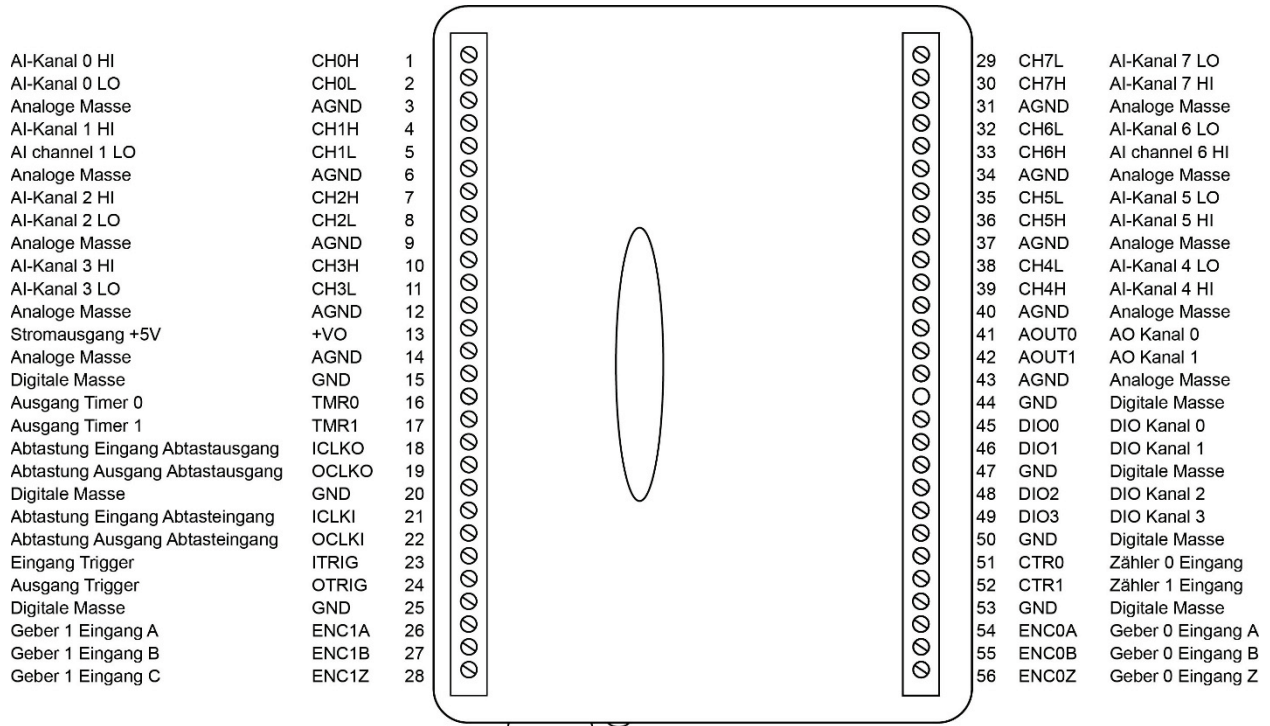 AI-Kanal 0 HI CH0H 1
AI-Kanal 0 LO CH0L 2
Analoge Masse AGND 3
AI-Kanal 1 HI CH1H 4
AI channel 1 LO CH1L 5
Analoge Masse AGND 6
AI-Kanal 2 HI CH2H 7
AI-Kanal 2 LO CH2L 8
Analoge Masse AGND 9
AI-Kanal 3 HI CH3H 10
AI-Kanal 3 LO CH3L 11
Analoge Masse AGND 12
Stromausgang +5V +VO 13
Analoge Masse AGND 14
Digitale Masse GND 15
Ausgang Timer 0 TMR0 16
Ausgang Timer 1 TMR1 17
Abtastung Eingang Abtastausgang ICLKO 18
Abtastung Ausgang Abtastausgang OCLKO 19
Digitale Masse GND 20
Abtastung Eingang Abtasteingang ICLKI 21
Abtastung Ausgang Abtasteingang OCLKI 22
Eingang Trigger ITRIG 23
Ausgang Trigger OTRIG 24
Digitale Masse GND 25
Geber 1 Eingang A ENC1A 26
Geber 1 Eingang B ENC1B 27
Geber 1 Eingang C ENC1Z 28
29 CH7L AI-Kanal 7 LO
30 CH7H AI-Kanal 7 HI
31 AGND Analoge Masse
32 CH6L AI-Kanal 6 LO
33 CH6H AI channel 6 HI
34 AGND Analoge Masse
35 CH5L AI-Kanal 5 LO
36 CH5H AI-Kanal 5 HI
37 AGND Analoge Masse
38 CH4L AI-Kanal 4 LO
39 CH4H AI-Kanal 4 HI
40 AGND Analoge Masse
41 AOUT0 AO Kanal 0
42 AOUT1 AO Kanal 1
43 AGND Analoge Masse
44 GND Digitale Masse
45 DIO0 DIO Kanal 0
46 DIO1 DIO Kanal 1
47 GND Digitale Masse
48 DIO2 DIO Kanal 2
49 DIO3 DIO Kanal 3
50 GND Digitale Masse
51 CTR0 Zähler 0 Eingang
52 CTR1 Zähler 1 Eingang
53 GND Digitale Masse
54 ENC0A Geber 0 Eingang A
55 ENC0B Geber 0 Eingang B
56 ENC0Z Geber 0 Eingang Z